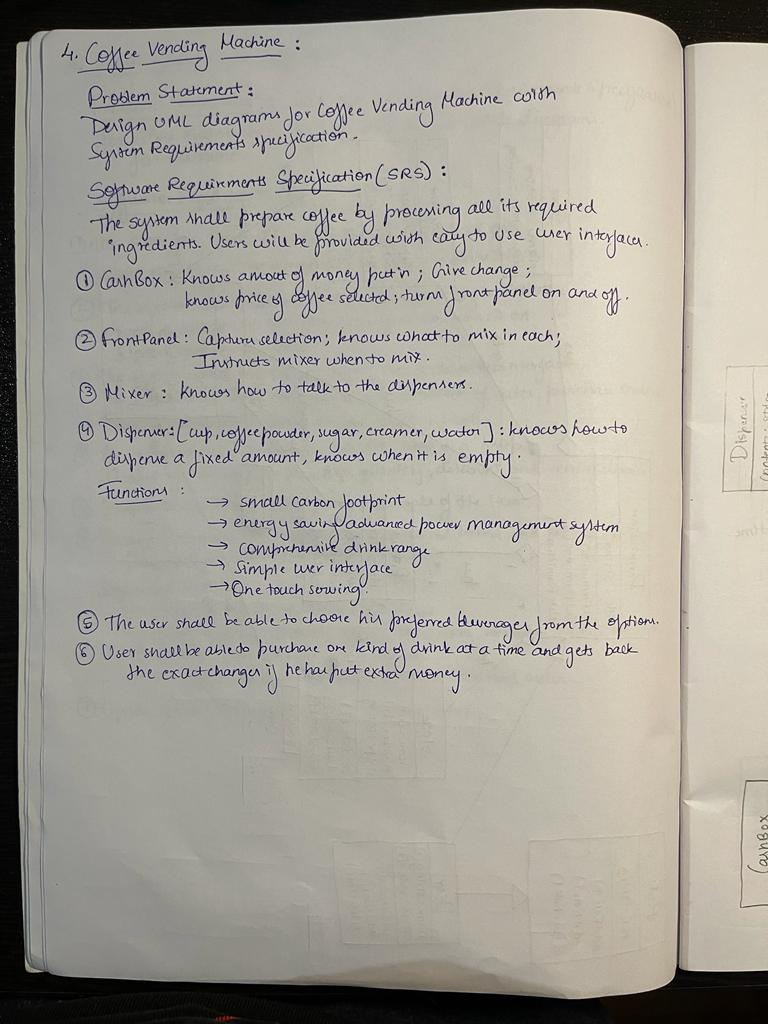 4. Coffee Vending Machine :
Problem Statement :
Design UML diagrams for Coffee Vending Machine with
System Requirements specification.
Software Requirements Specification (SRS) :
The system shall prepare coffee by processing all its required
ingredients. Users will be provided with easy to use user interfaces.
① CashBox : Knows amout of money put in ; Give change ;
knows price of coffee selected ; turns front panel on and off.
② FrontPanel : Captures selection ; knows what to mix in each ;
Instructs mixer when to mix.
③ Mixer : Knows how to talk to the dispensers.
④ Dispenser : [cup, coffee powder, sugar, creamer, water] : knows how to
dispense a fixed amount, knows when it is empty.
Functions :
→ small carbon footprint
→ energy saving advanced power management system
→ comprehensive drink range
→ Simple user interface
→ One touch serving.
⑤ The user shall be able to choose his preferred beverages from the options.
⑥ User shall be able to purchase one kind of drink at a time and gets back
the exact changes if he has put extra money.
Dispenser
CashBox